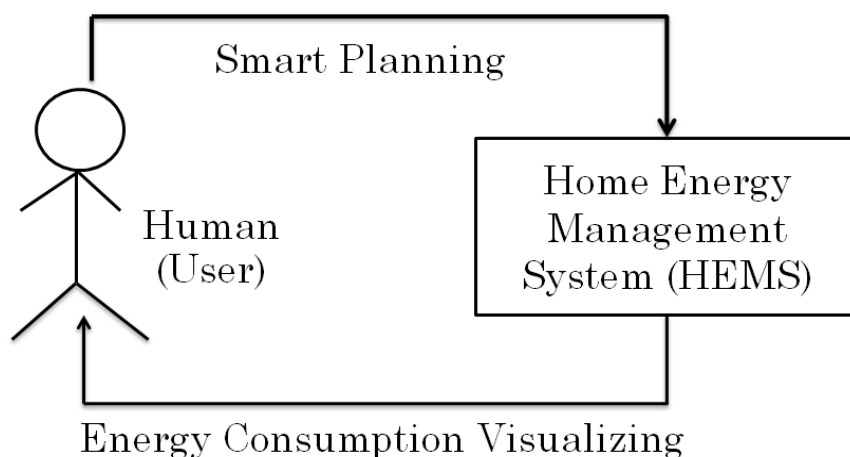 Smart Planning
Human
(User)
Home Energy
Management
System (HEMS)
Energy Consumption Visualizing